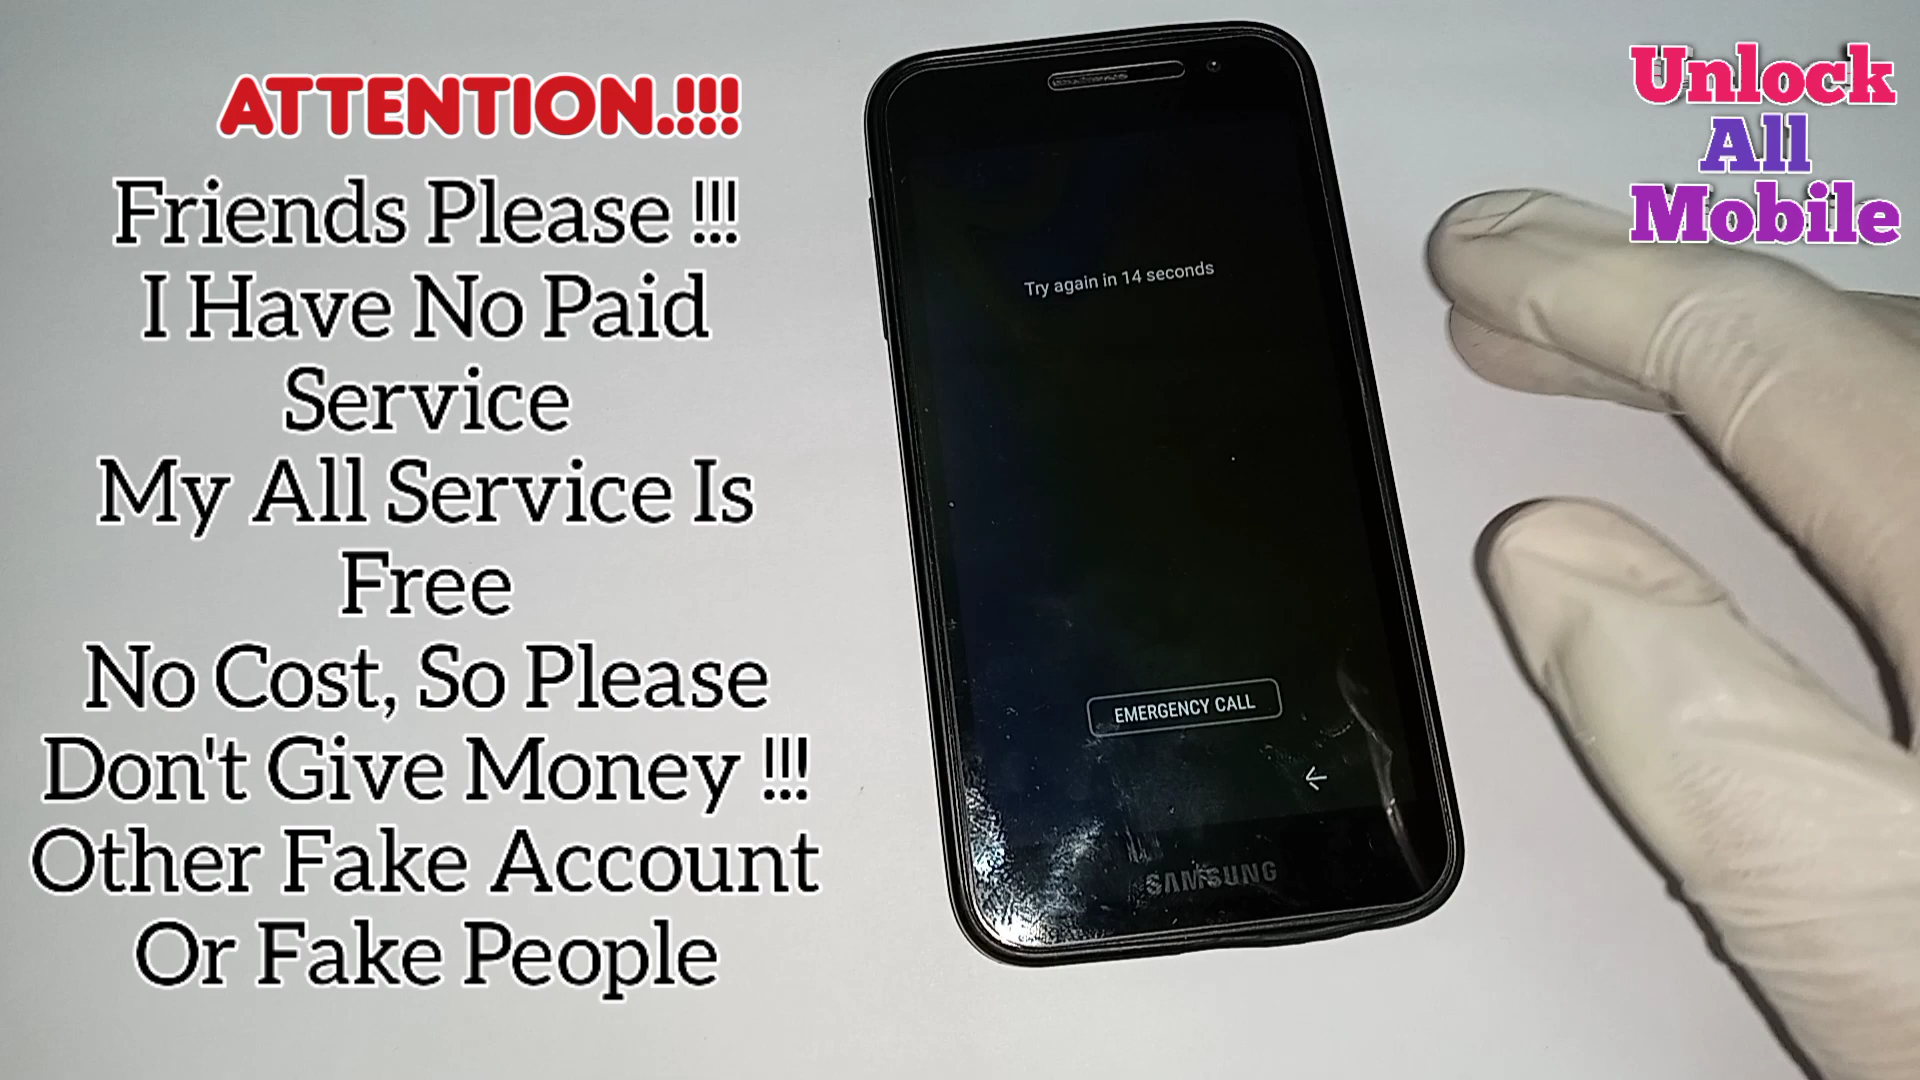 ATTENTION.!!!
Friends Please !!!
I Have No Paid
Service
My All Service Is
Free
No Cost, So Please
Don't Give Money !!!
Other Fake Account
Or Fake People
Unlock
All
Mobile
Try again in 14 seconds
EMERGENCY CALL
SAMSUNG